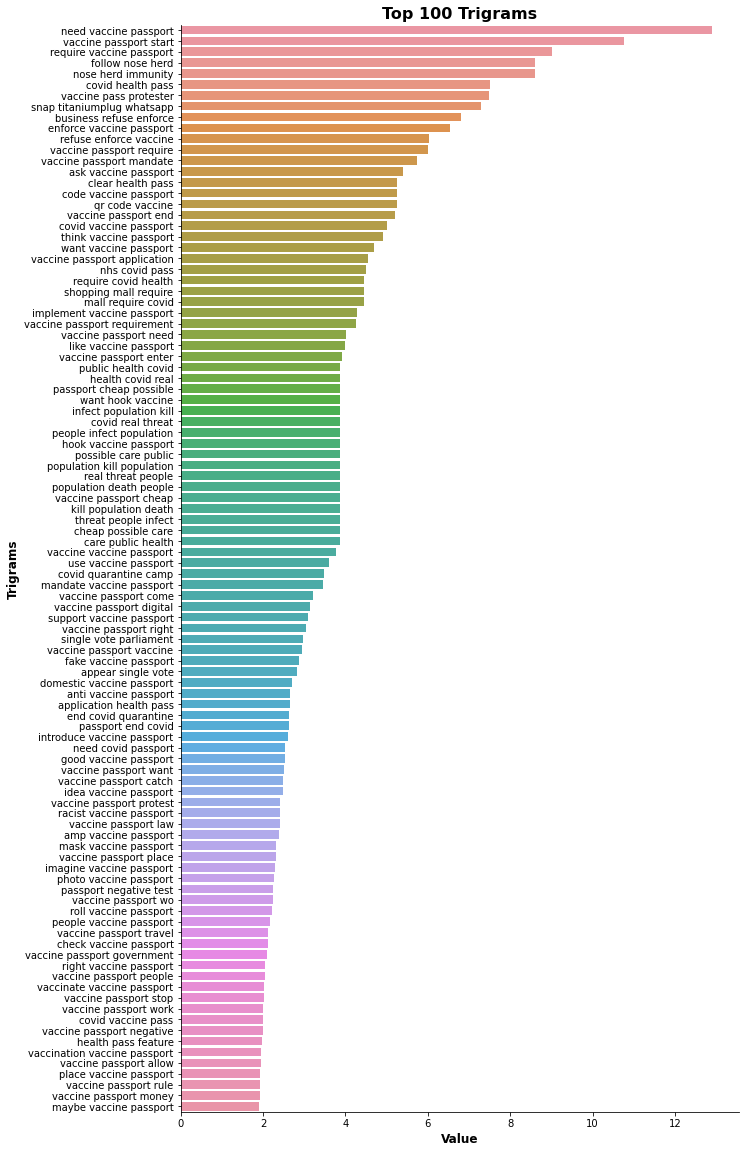 Top 100 Trigrams
need vaccine passport
vaccine passport start
require vaccine passport
follow nose herd
nose herd immunity
covid health pass
vaccine pass protester
snap titaniumplug whatsapp
business refuse enforce
enforce vaccine passport
refuse enforce vaccine
vaccine passport require
vaccine passport mandate
ask vaccine passport
clear health pass
code vaccine passport
qr code vaccine
vaccine passport end
covid vaccine passport
think vaccine passport
want vaccine passport
vaccine passport application
nhs covid pass
require covid health
shopping mall require
mall require covid
implement vaccine passport
vaccine passport requirement
vaccine passport need
like vaccine passport
vaccine passport enter
public health covid
health covid real
passport cheap possible
want hook vaccine
infect population kill
covid real threat
people infect population
hook vaccine passport
possible care public
population kill population
real threat people
population death people
vaccine passport cheap
kill population death
threat people infect
cheap possible care
care public health
vaccine vaccine passport
use vaccine passport
covid quarantine camp
mandate vaccine passport
vaccine passport come
vaccine passport digital
support vaccine passport
vaccine passport right
single vote parliament
vaccine passport vaccine
fake vaccine passport
appear single vote
domestic vaccine passport
anti vaccine passport
application health pass
end covid quarantine
passport end covid
introduce vaccine passport
need covid passport
good vaccine passport
vaccine passport want
vaccine passport catch
idea vaccine passport
vaccine passport protest
racist vaccine passport
vaccine passport law
amp vaccine passport
mask vaccine passport
vaccine passport place
imagine vaccine passport
photo vaccine passport
passport negative test
vaccine passport wo
roll vaccine passport
people vaccine passport
vaccine passport travel
check vaccine passport
vaccine passport government
right vaccine passport
vaccine passport people
vaccinate vaccine passport
vaccine passport stop
vaccine passport work
covid vaccine pass
vaccine passport negative
health pass feature
vaccination vaccine passport
vaccine passport allow
place vaccine passport
vaccine passport rule
vaccine passport money
maybe vaccine passport
Trigrams
0 2 4 6 8 10 12
Value